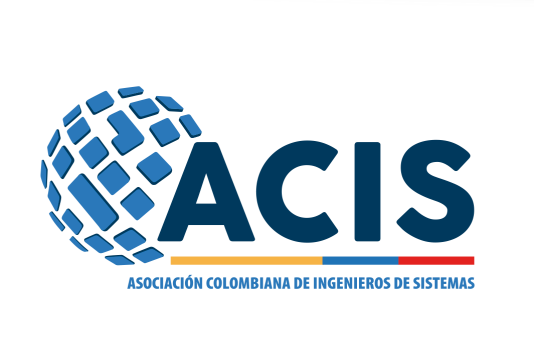 ACIS
ASOCIACIÓN COLOMBIANA DE INGENIEROS DE SISTEMAS